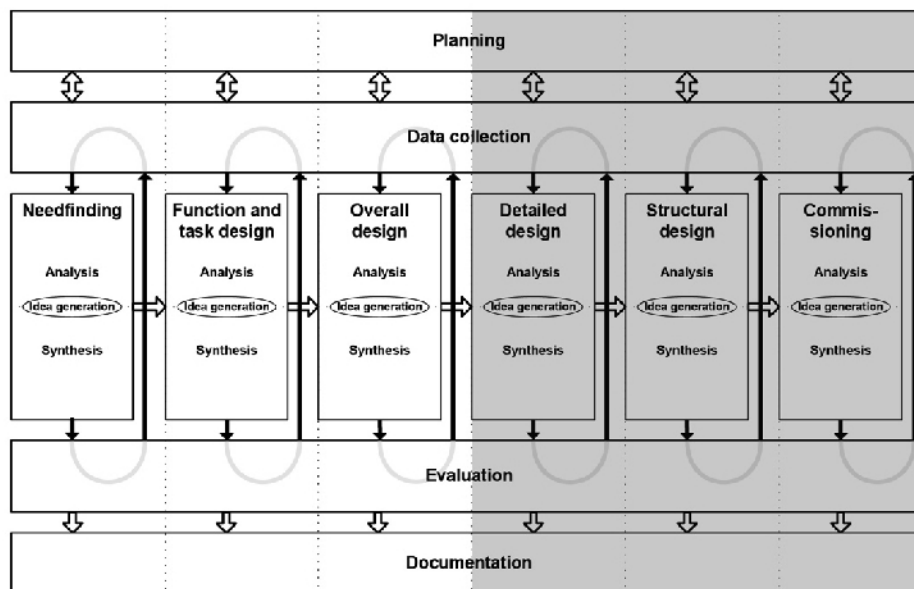 Planning
Data collection
Needfinding
Analysis
Idea generation
Synthesis
Function and
task design
Analysis
Idea generation
Synthesis
Overall
design
Analysis
Idea generation
Synthesis
Detailed
design
Analysis
Idea generation
Synthesis
Structural
design
Analysis
Idea generation
Synthesis
Commis-
sioning
Analysis
Idea generation
Synthesis
Evaluation
Documentation